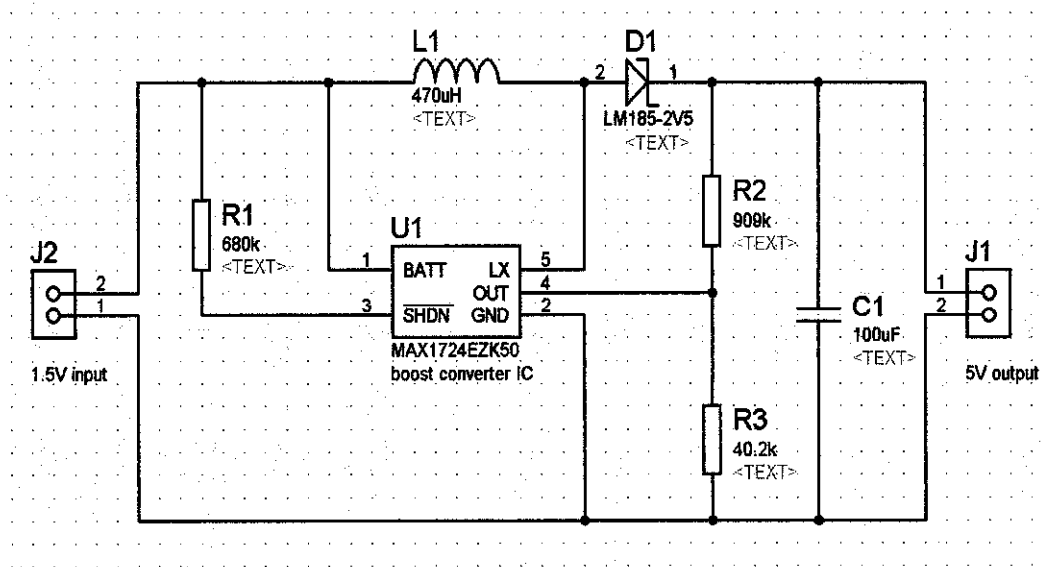 L1
470uH
<TEXT>
D1
2
1
LM185-2V5
<TEXT>
R1
680k
<TEXT>
U1
1
BATT
LX
5
OUT
4
3
SHDN
GND
2
MAX1724EZK50
boost converter IC
R2
909k
<TEXT>
R3
40.2k
<TEXT>
C1
100uF
<TEXT>
J2
2
1
1.5V input
J1
1
2
5V output